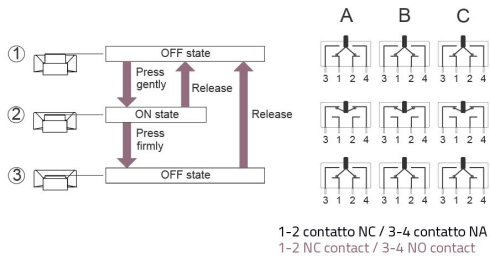 A B C
① OFF state
Press gently
Release
Release
② ON state
Press firmly
③ OFF state
3 1 2 4 3 1 2 4 3 1 2 4
3 1 2 4 3 1 2 4 3 1 2 4
3 1 2 4 3 1 2 4 3 1 2 4
1-2 contatto NC / 3-4 contatto NA
1-2 NC contact / 3-4 NO contact